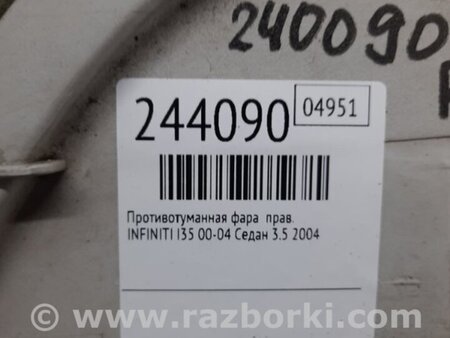 240090
244090
04951
Противотуманная фара прав.
INFINITI I35 00-04 Седан 3.5 2004
© www.razborki.com